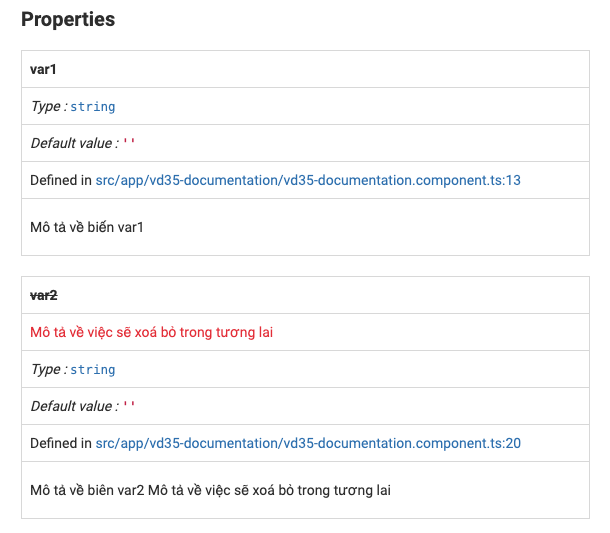 Properties
var1
Type : string
Default value : ''
Defined in src/app/vd35-documentation/vd35-documentation.component.ts:13
Mô tả về biến var1
var2
Mô tả về việc sẽ xoá bỏ trong tương lai
Type : string
Default value : ''
Defined in src/app/vd35-documentation/vd35-documentation.component.ts:20
Mô tả về biên var2 Mô tả về việc sẽ xoá bỏ trong tương lai